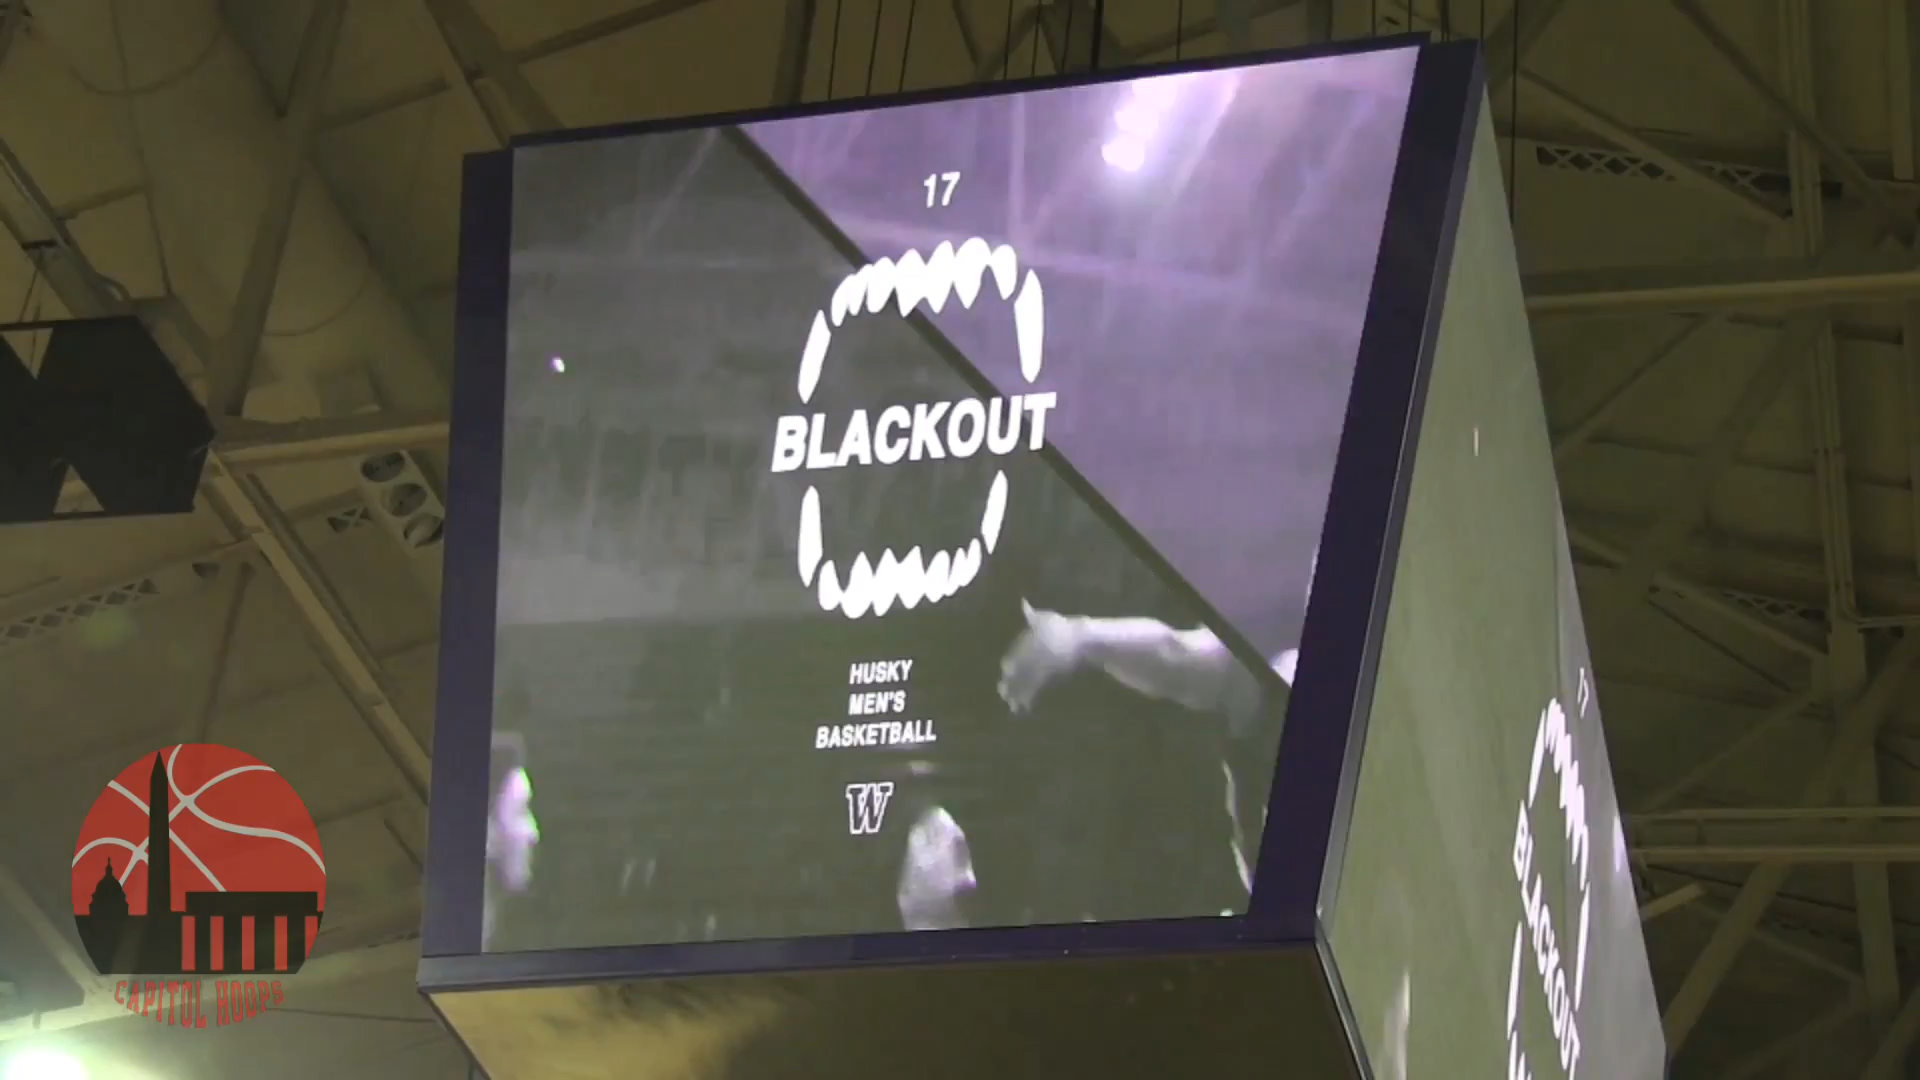 17
BLACKOUT
HUSKY
MEN'S
BASKETBALL
W
W
CAPITOL HOOPS
17
BLACKOUT